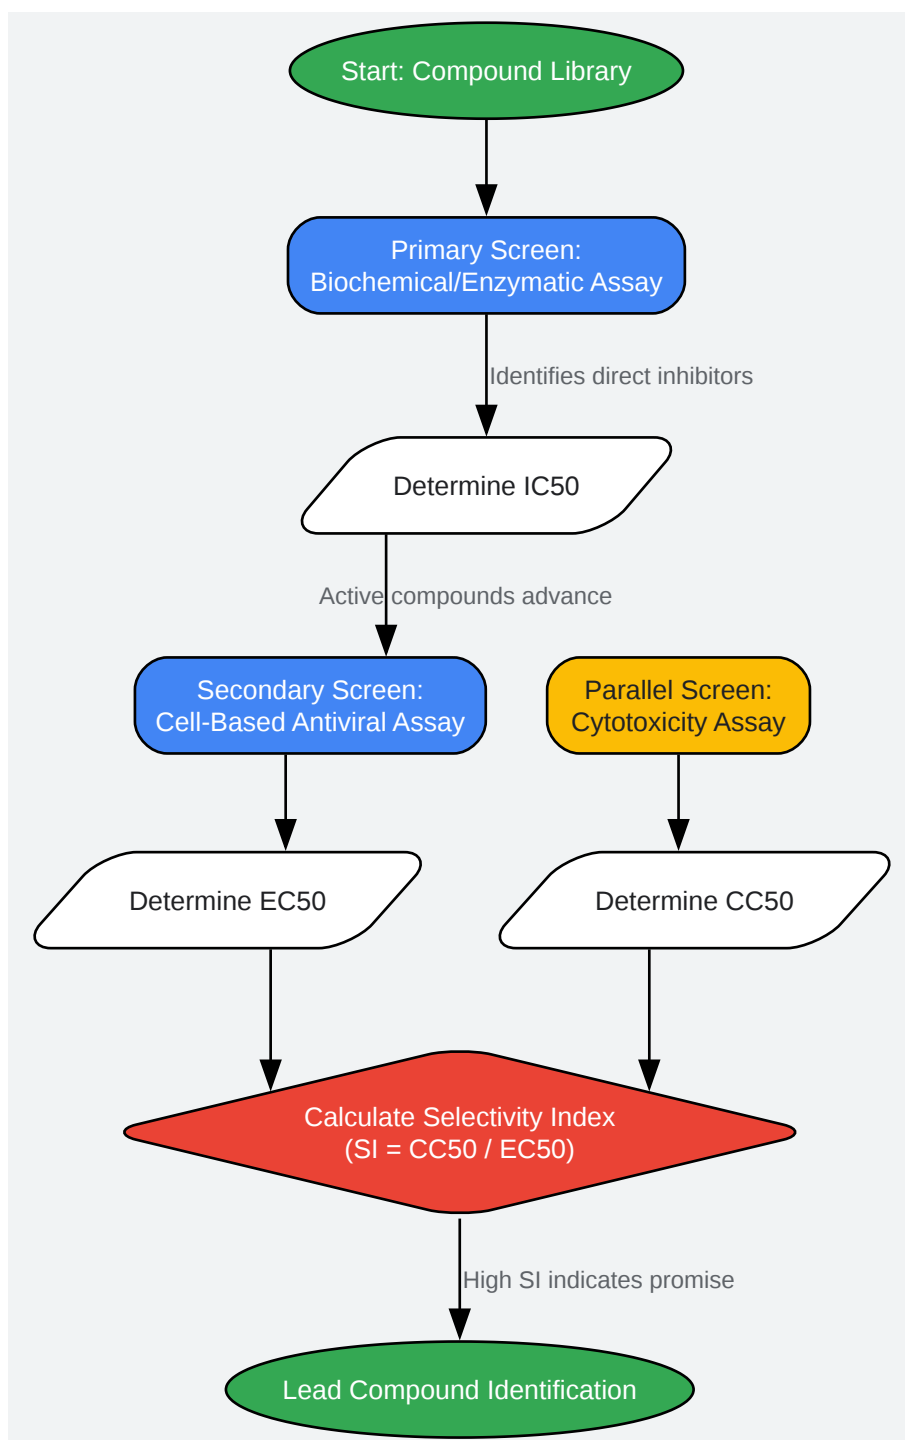 Start: Compound Library
Primary Screen:
Biochemical/Enzymatic Assay
Identifies direct inhibitors
Determine IC50
Active compounds advance
Secondary Screen:
Cell-Based Antiviral Assay
Parallel Screen:
Cytotoxicity Assay
Determine EC50
Determine CC50
Calculate Selectivity Index
(SI = CC50 / EC50)
High SI indicates promise
Lead Compound Identification